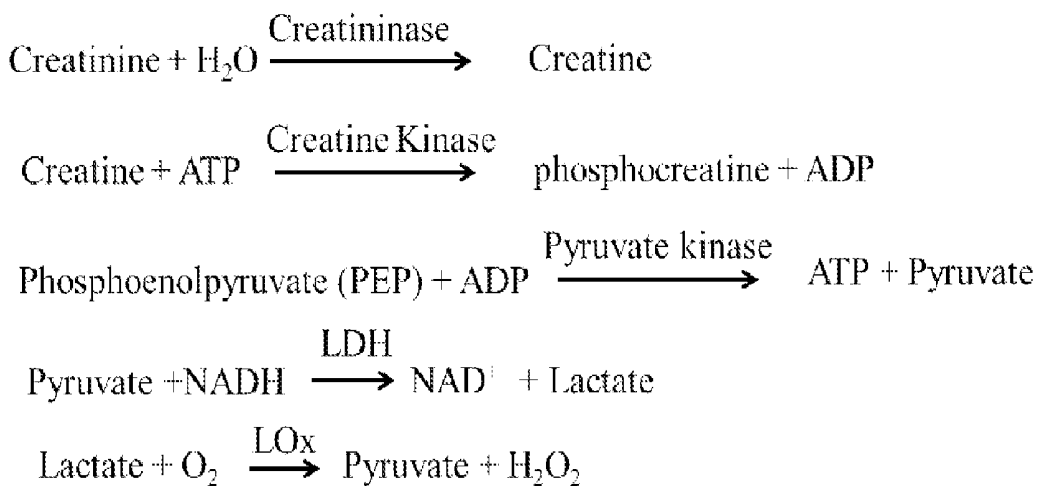 Creatininase
Creatinine + H₂O ⟶ Creatine
Creatine Kinase
Creatine + ATP ⟶ phosphocreatine + ADP
Pyruvate kinase
Phosphoenolpyruvate (PEP) + ADP ⟶ ATP + Pyruvate
LDH
Pyruvate +NADH ⟶ NAD⁺ + Lactate
LOx
Lactate + O₂ ⟶ Pyruvate + H₂O₂